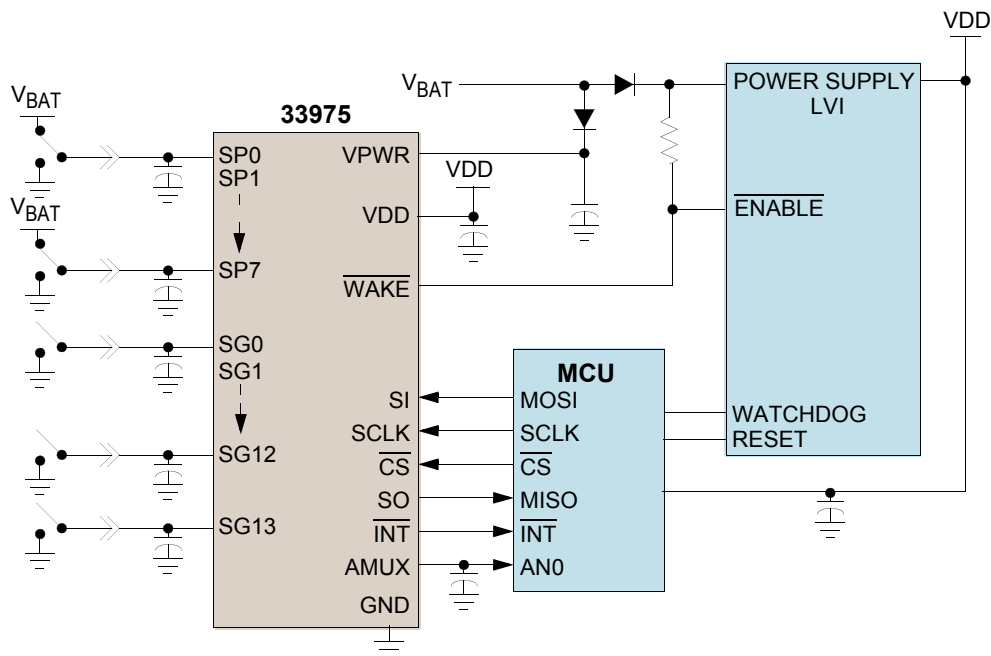 VDD
VBAT
POWER SUPPLY
LVI
VBAT
33975
SP0
SP1
VPWR
VDD
VBAT
VDD
ENABLE
SP7
WAKE
SG0
SG1
MCU
SI
MOSI
WATCHDOG
SCLK
SCLK
RESET
SG12
CS
CS
SO
MISO
SG13
INT
INT
AMUX
AN0
GND